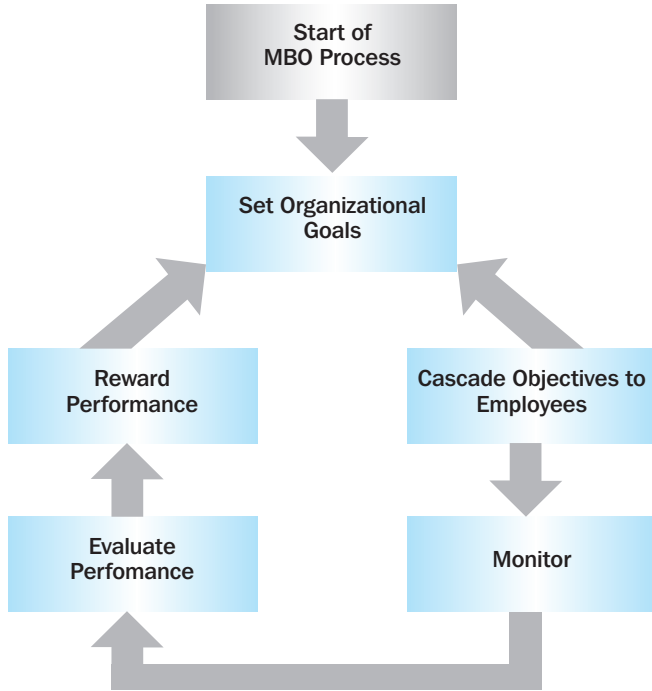 Start of
MBO Process
Set Organizational
Goals
Reward
Performance
Cascade Objectives to
Employees
Evaluate
Perfomance
Monitor